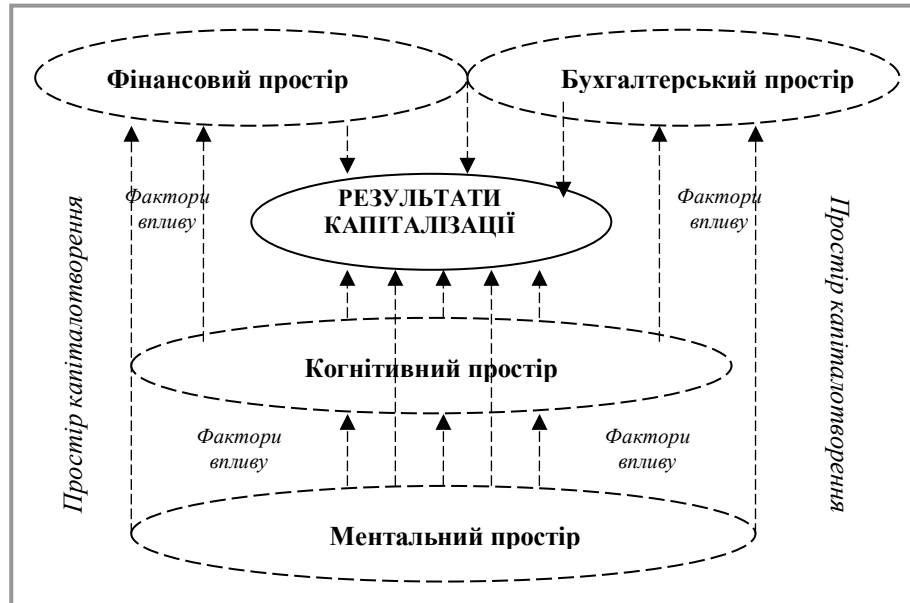 Фінансовий простір
Бухгалтерський простір
Фактори
впливу
РЕЗУЛЬТАТИ
КАПІТАЛІЗАЦІЇ
Фактори
впливу
Простір капіталотворення
Простір капіталотворення
Когнітивний простір
Фактори
впливу
Фактори
впливу
Ментальний простір